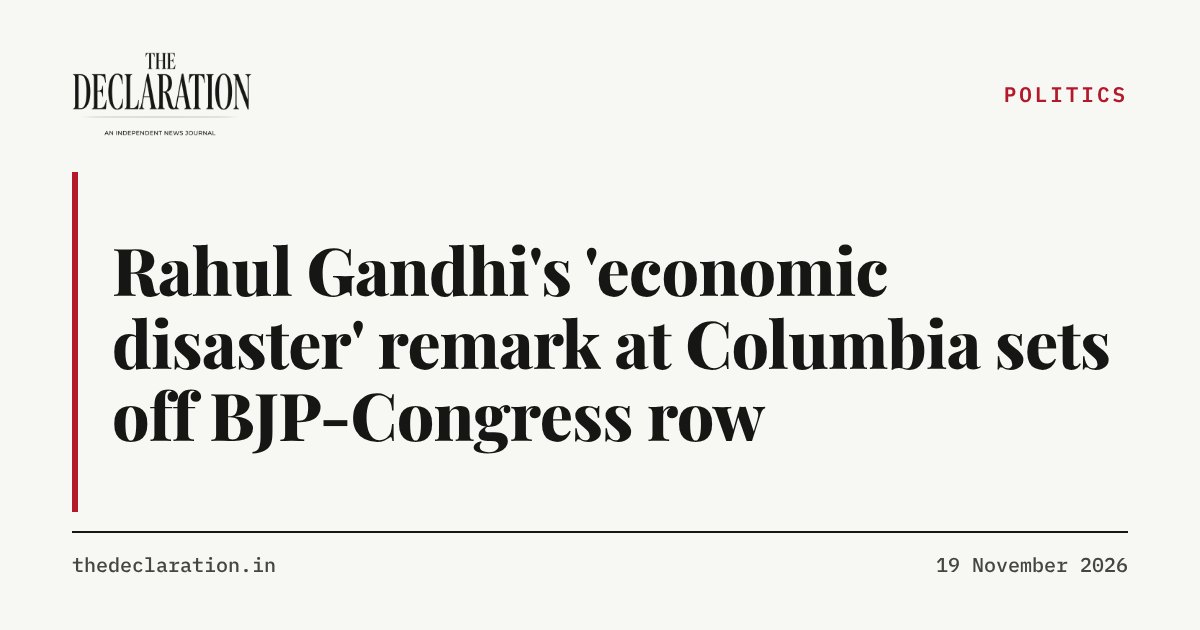 THE
DECLARATION
AN INDEPENDENT NEWS JOURNAL
POLITICS
Rahul Gandhi's 'economic
disaster' remark at Columbia sets
off BJP-Congress row
thedeclaration.in
19 November 2026